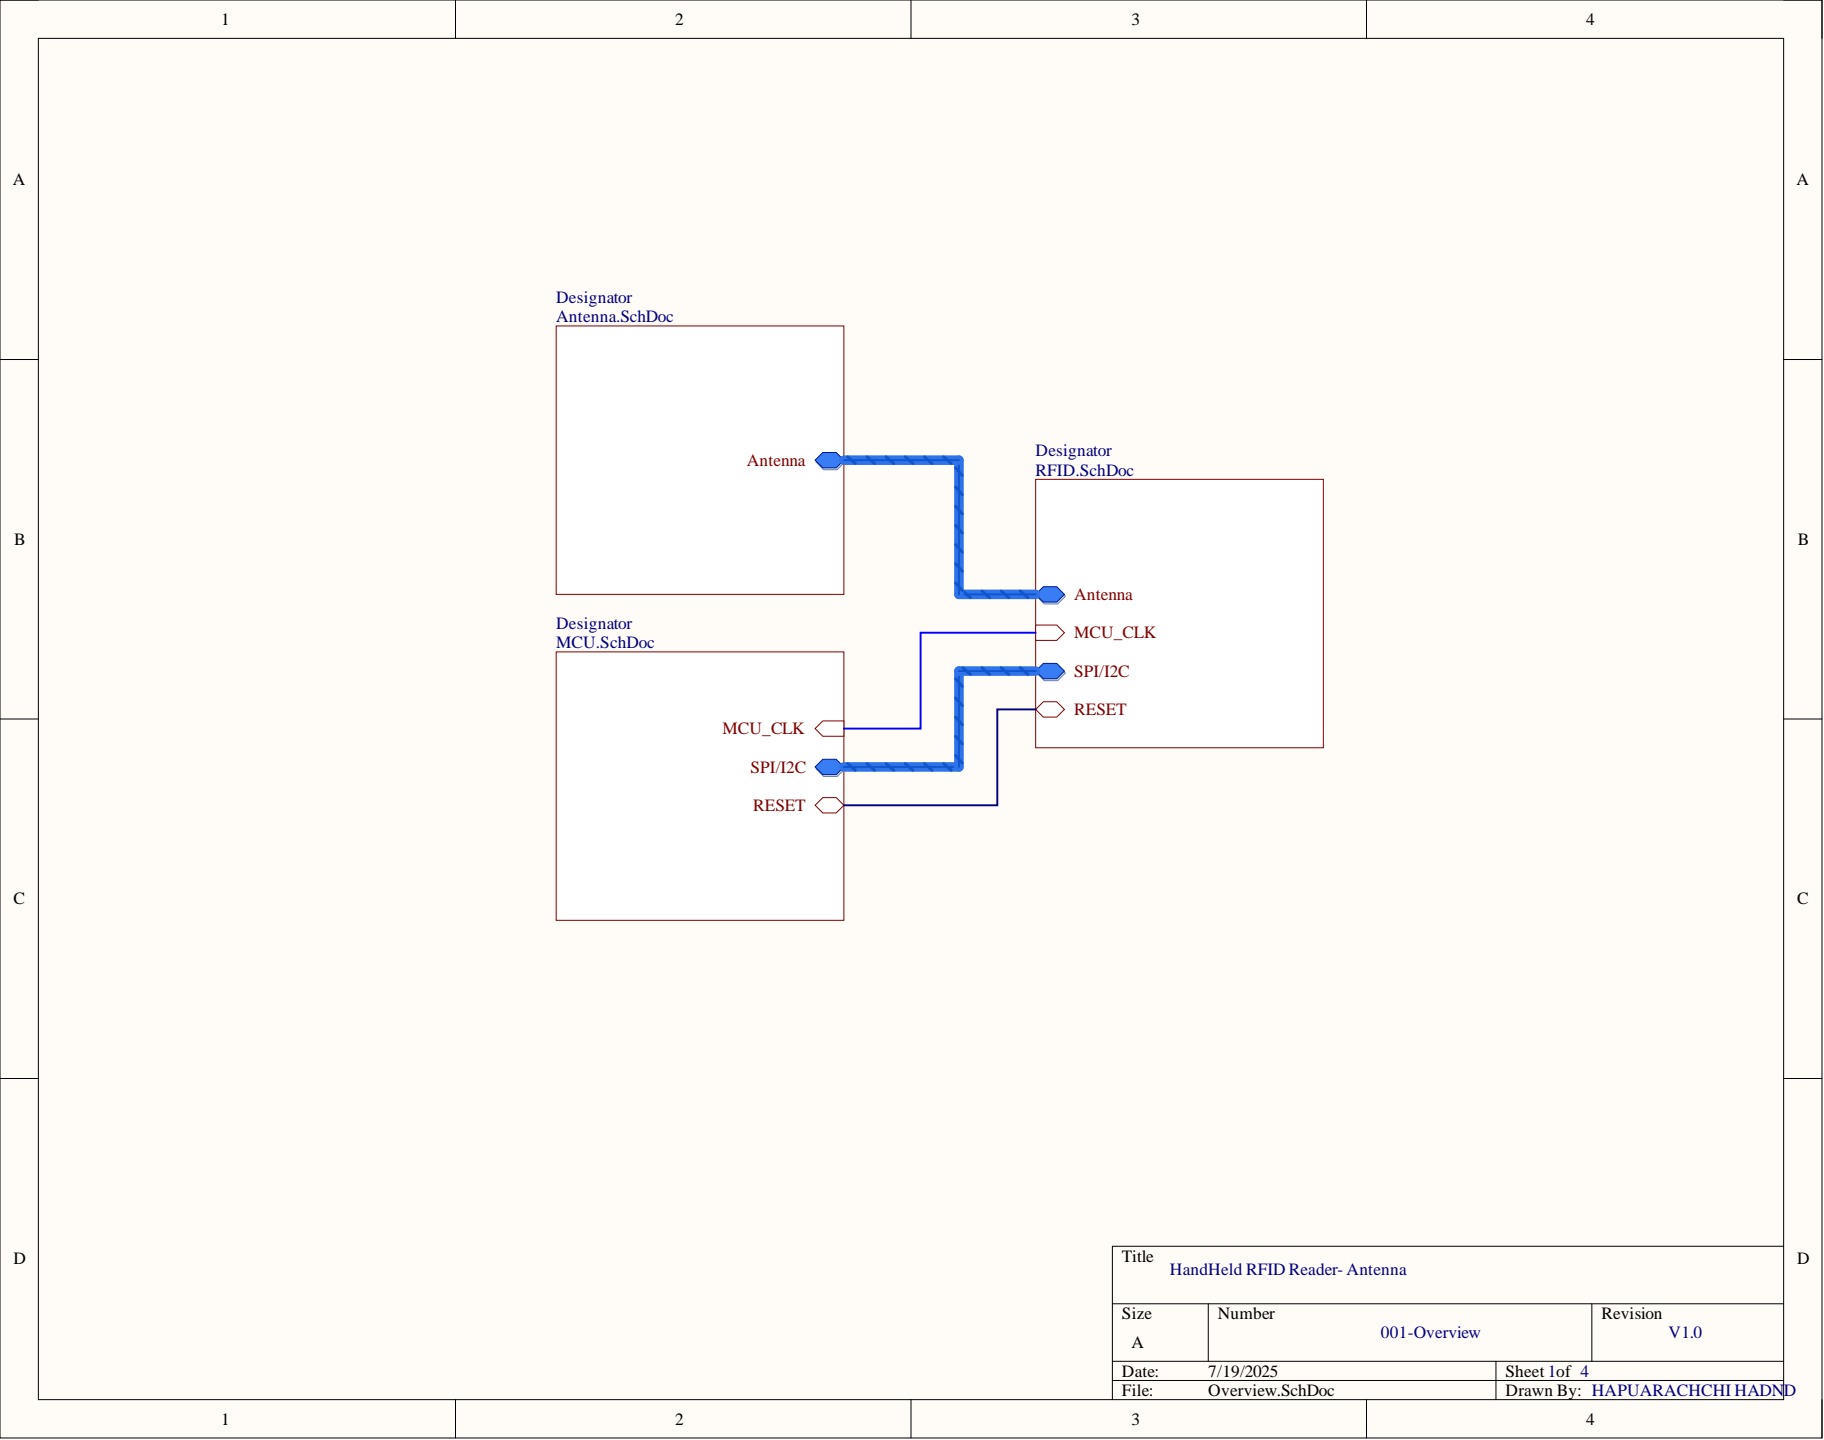 1 2 3 4
A A
Designator
Antenna.SchDoc
Designator
RFID.SchDoc
Antenna
B B
Antenna
Designator
MCU.SchDoc
MCU_CLK
SPI/I2C
RESET
MCU_CLK
SPI/I2C
RESET
C C
D D
Title
HandHeld RFID Reader- Antenna
Size Number Revision
A 001-Overview V1.0
Date: 7/19/2025 Sheet 1of 4
File: Overview.SchDoc Drawn By: HAPUARACHCHI HADND
1 2 3 4